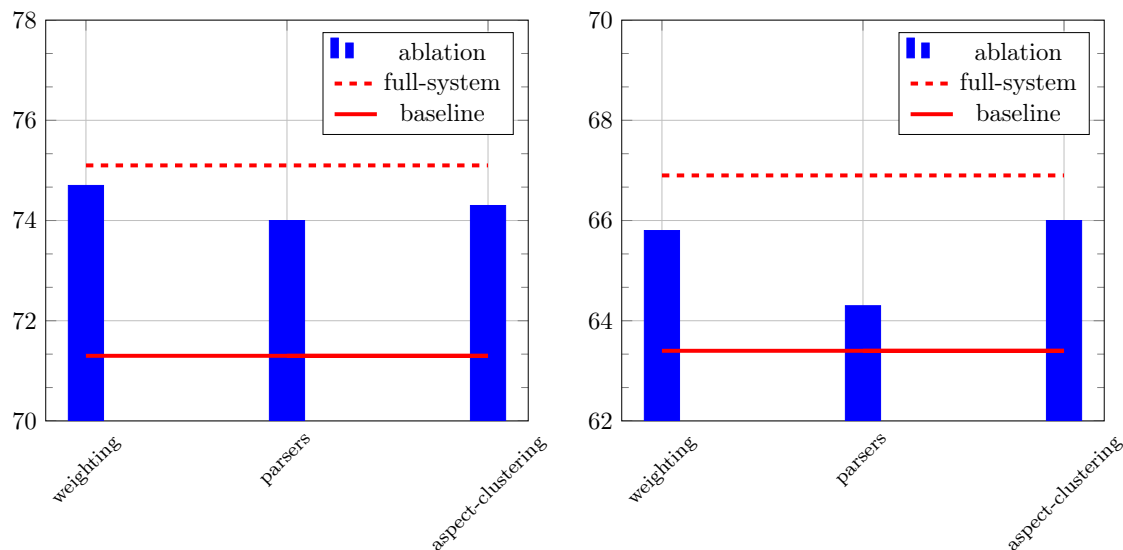 78
76
74
72
70
ablation
full-system
baseline
weighting
parsers
aspect-clustering
70
68
66
64
62
ablation
full-system
baseline
weighting
parsers
aspect-clustering